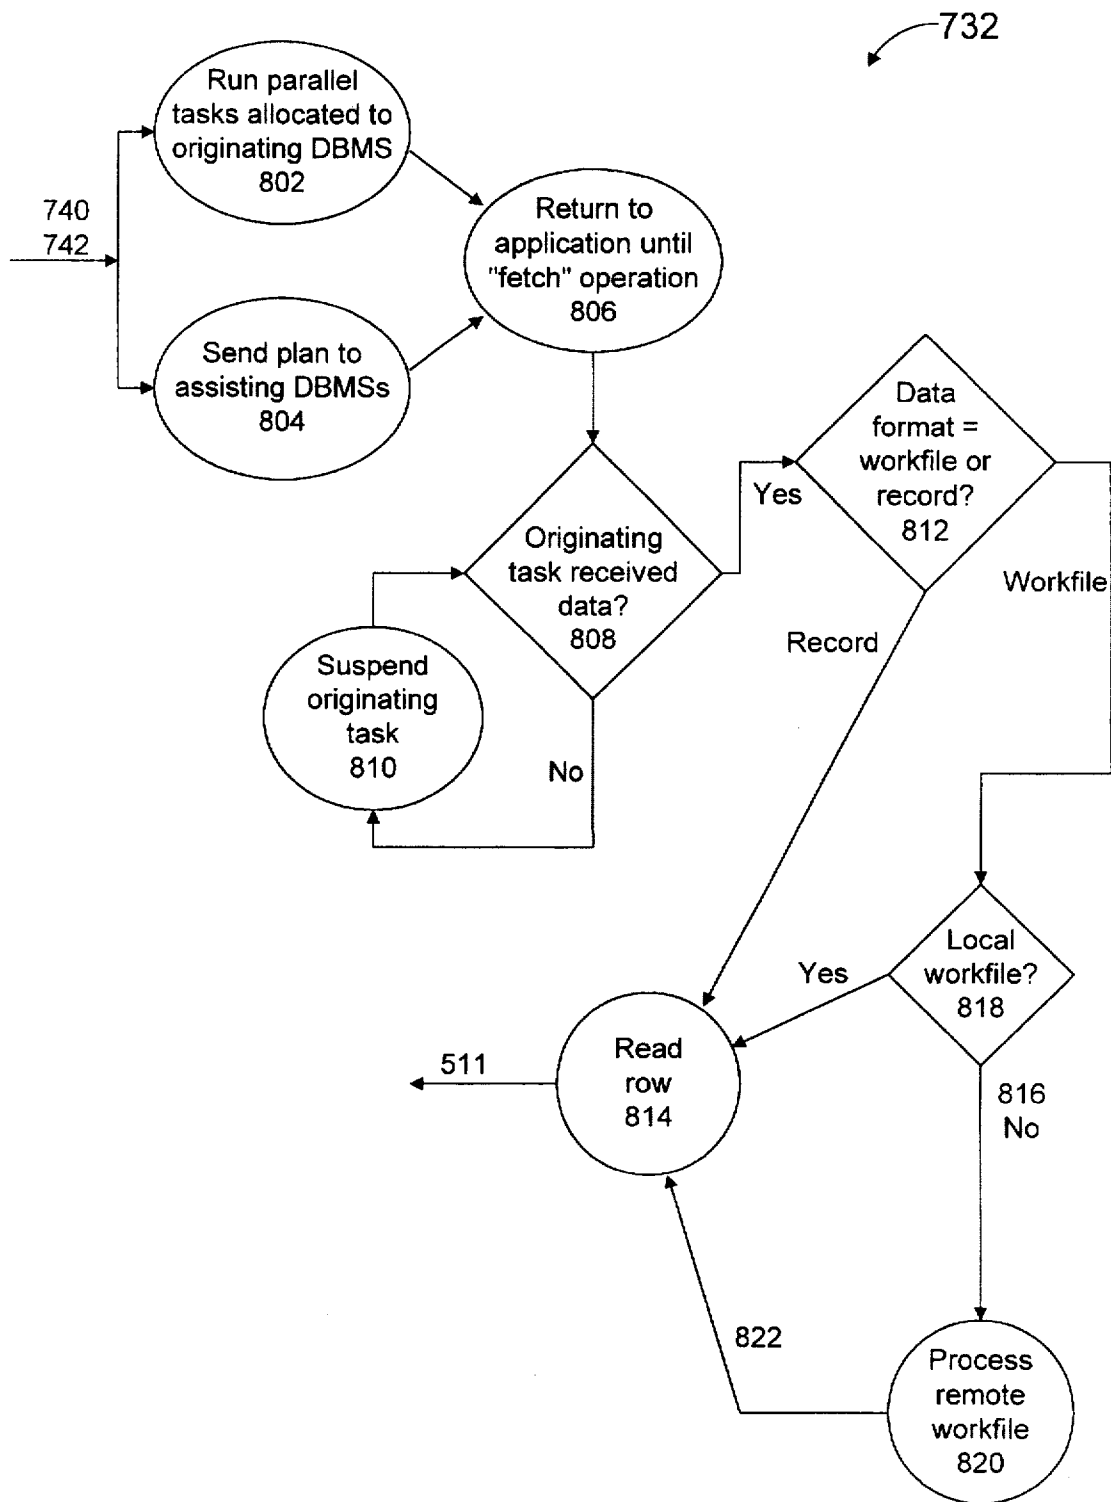 732
Run parallel
tasks allocated to
originating DBMS
802
740
742
Return to
application until
"fetch" operation
806
Send plan to
assisting DBMSs
804
Data
format =
workfile or
record?
812
Yes
Originating
task received
data?
808
Workfile
Record
Suspend
originating
task
810
No
Local
workfile?
818
Yes
Read
row
814
511
816
No
822
Process
remote
workfile
820